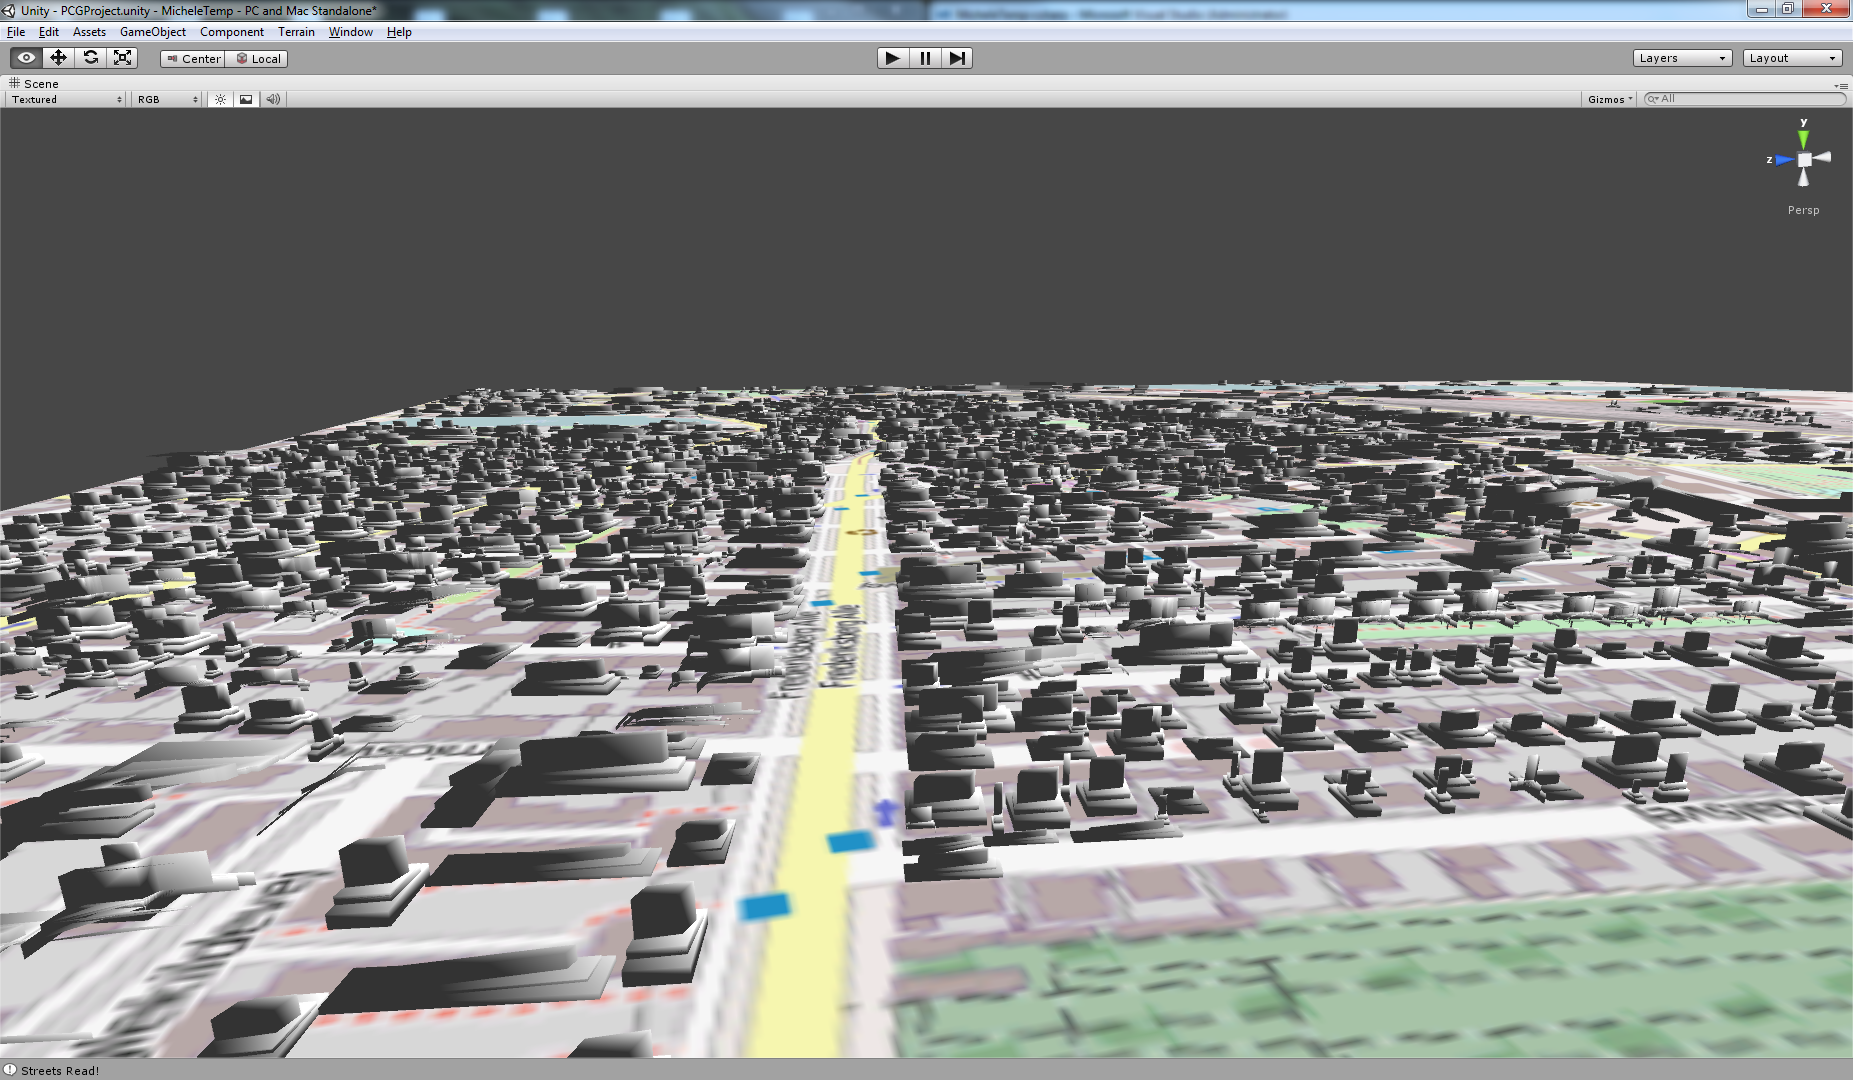 Unity - PCGProject.unity - MicheleTemp - PC and Mac Standalone*
File Edit Assets GameObject Component Terrain Window Help
Center Local Layers Layout
Scene
Textured RGB Gizmos All
y
z
Persp
Streets Read!